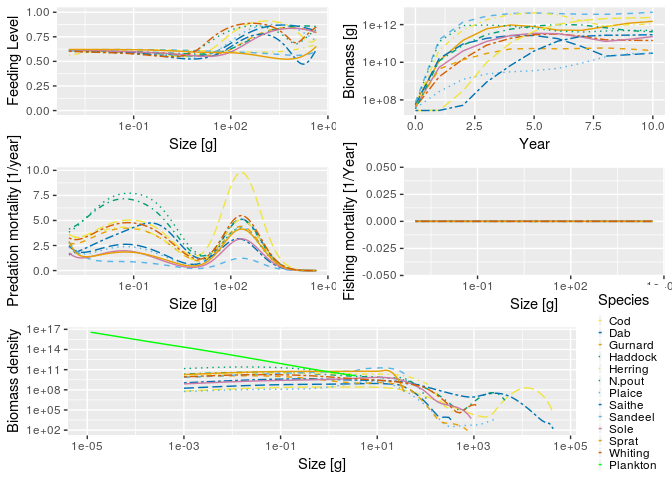 Feeding Level
1.00
0.75
0.50
0.25
0.00
1e-01
1e+02
1e+0
Size [g]
Biomass [g]
1e+12
1e+10
1e+08
0.0
2.5
5.0
7.5
10.0
Year
Predation mortality [1/year]
10.0
7.5
5.0
2.5
0.0
1e-01
1e+02
1e+0
Size [g]
Fishing mortality [1/Year]
0.050
0.025
0.000
-0.025
-0.050
1e-01
1e+02
Size [g]
Biomass density
1e+17
1e+14
1e+11
1e+08
1e+05
1e+02
1e-05
1e-03
1e-01
1e+01
1e+03
1e+05
Size [g]
Species
Cod
Dab
Gurnard
Haddock
Herring
N.pout
Plaice
Saithe
Sandeel
Sole
Sprat
Whiting
Plankton